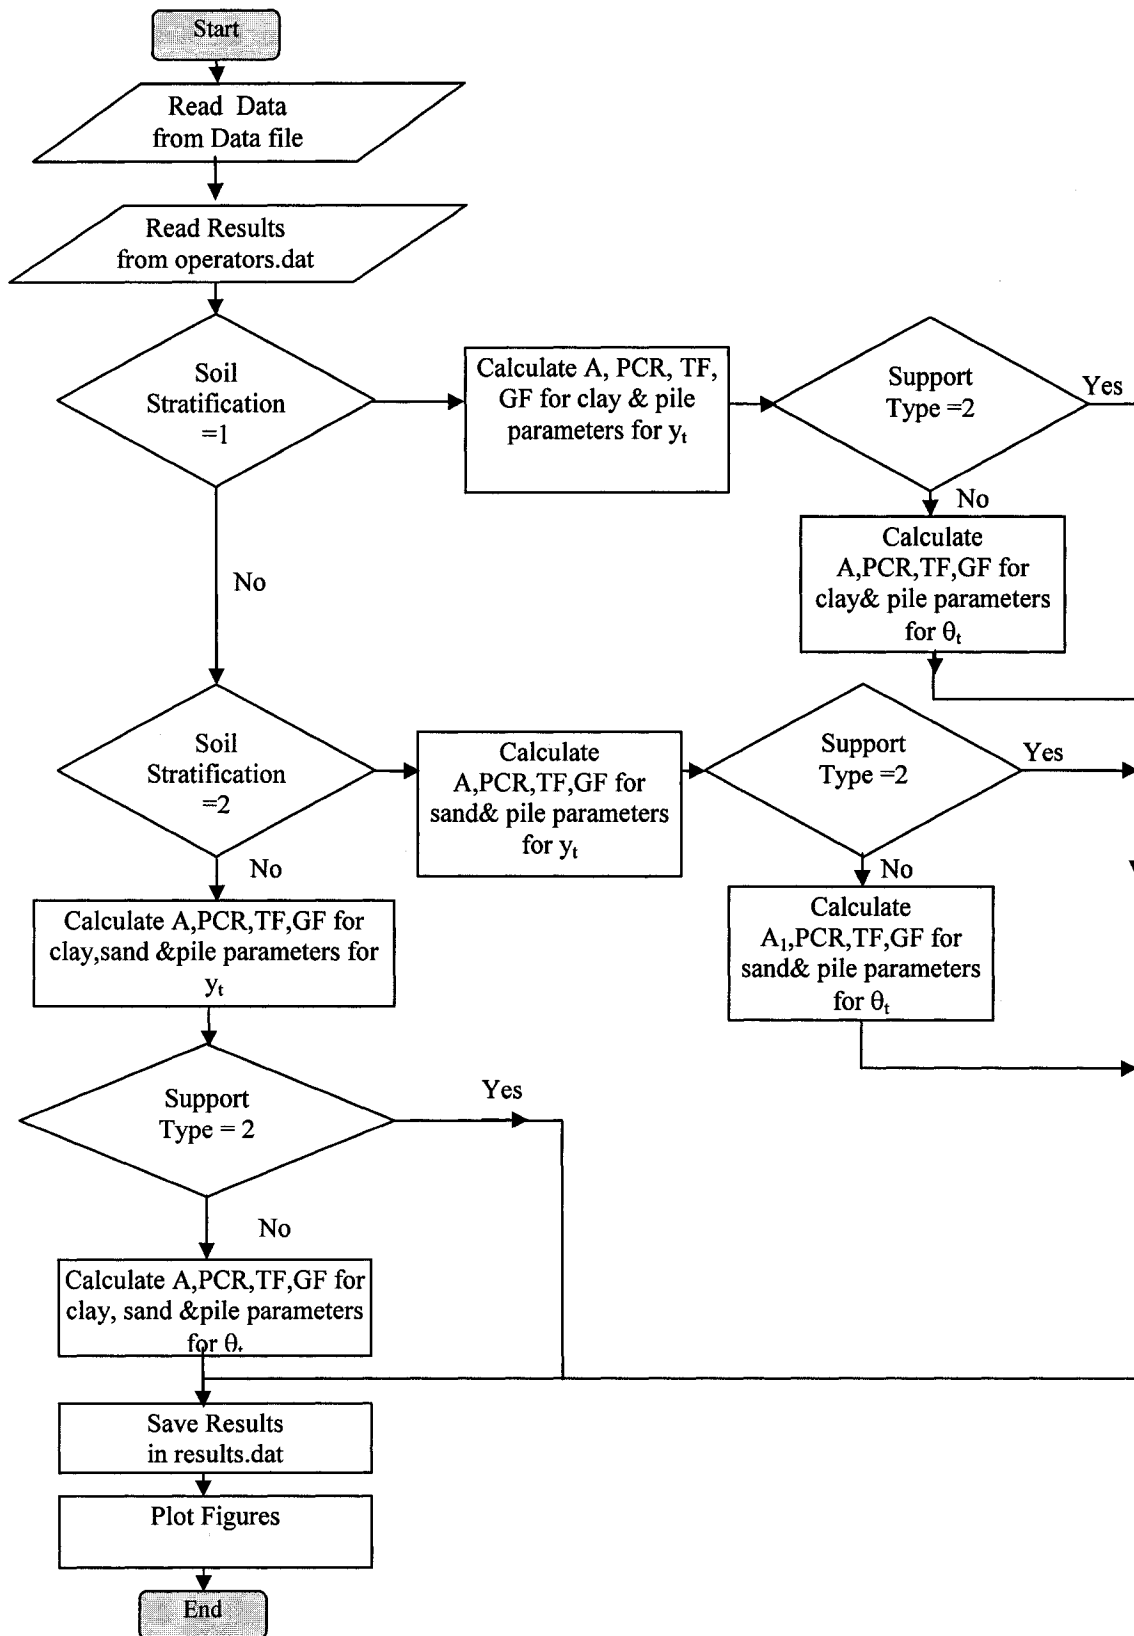 Start
Read Data
from Data file
Read Results
from operators.dat
Soil
Stratification
=1
Calculate A, PCR, TF,
GF for clay & pile
parameters for yₜ
Support
Type =2
Yes
No
Calculate
A,PCR,TF,GF for
clay& pile parameters
for θₜ
No
Soil
Stratification
=2
Calculate
A,PCR,TF,GF for
sand& pile parameters
for yₜ
Support
Type =2
Yes
No
Calculate
A₁,PCR,TF,GF for
sand& pile parameters
for θₜ
No
Calculate A,PCR,TF,GF for
clay,sand &pile parameters for
yₜ
Support
Type = 2
Yes
No
Calculate A,PCR,TF,GF for
clay, sand &pile parameters
for θₜ
Save Results
in results.dat
Plot Figures
End